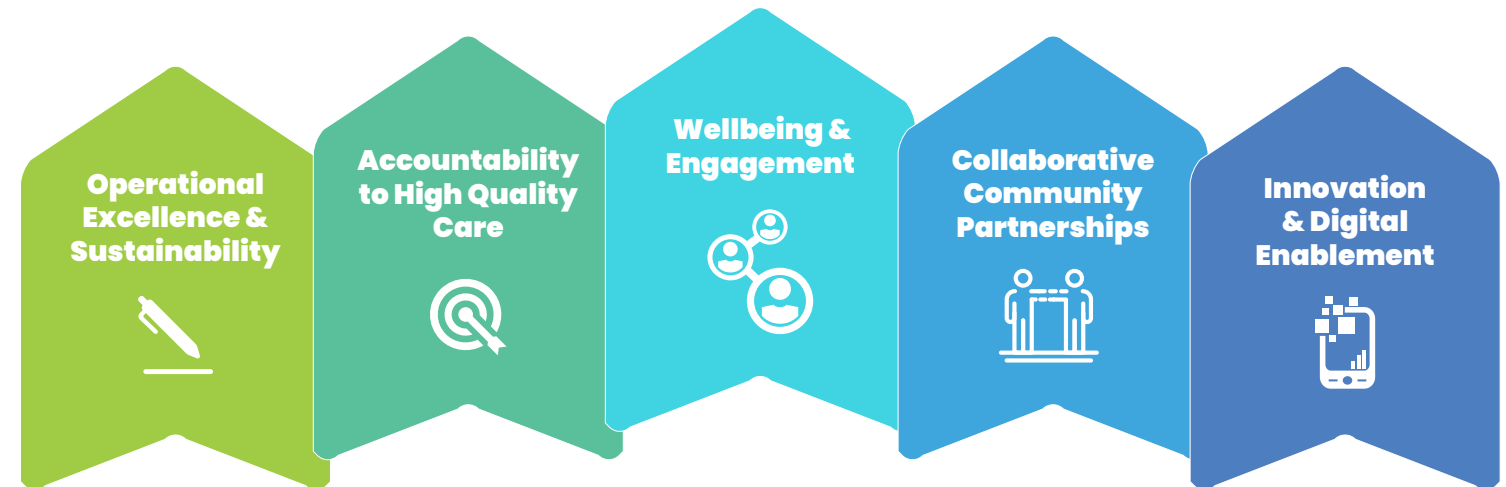 Operational
Excellence &
Sustainability
Accountability
to High Quality
Care
Wellbeing &
Engagement
Collaborative
Community
Partnerships
Innovation
& Digital
Enablement